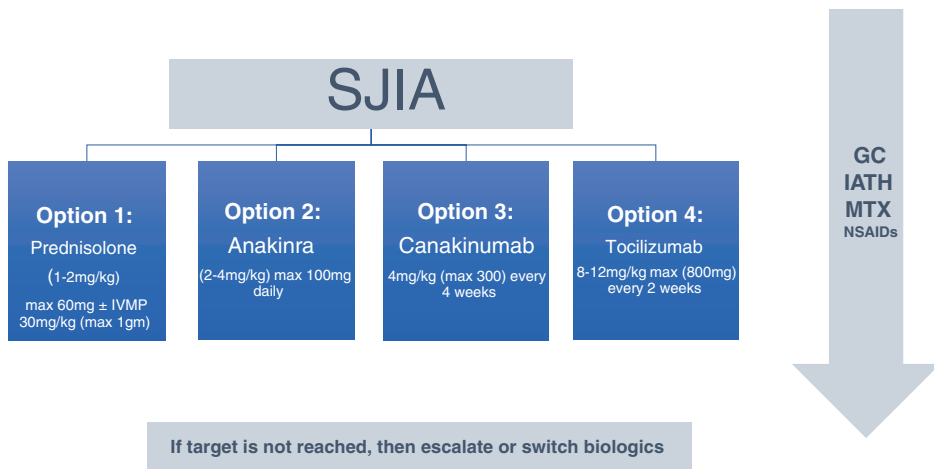 SJIA
Option 1:
Prednisolone
(1-2mg/kg)
max 60mg ± IVMP
30mg/kg (max 1gm)
Option 2:
Anakinra
(2-4mg/kg) max 100mg
daily
Option 3:
Canakinumab
4mg/kg (max 300) every
4 weeks
Option 4:
Tocilizumab
8-12mg/kg max (800mg)
every 2 weeks
GC
IATH
MTX
NSAIDs
If target is not reached, then escalate or switch biologics